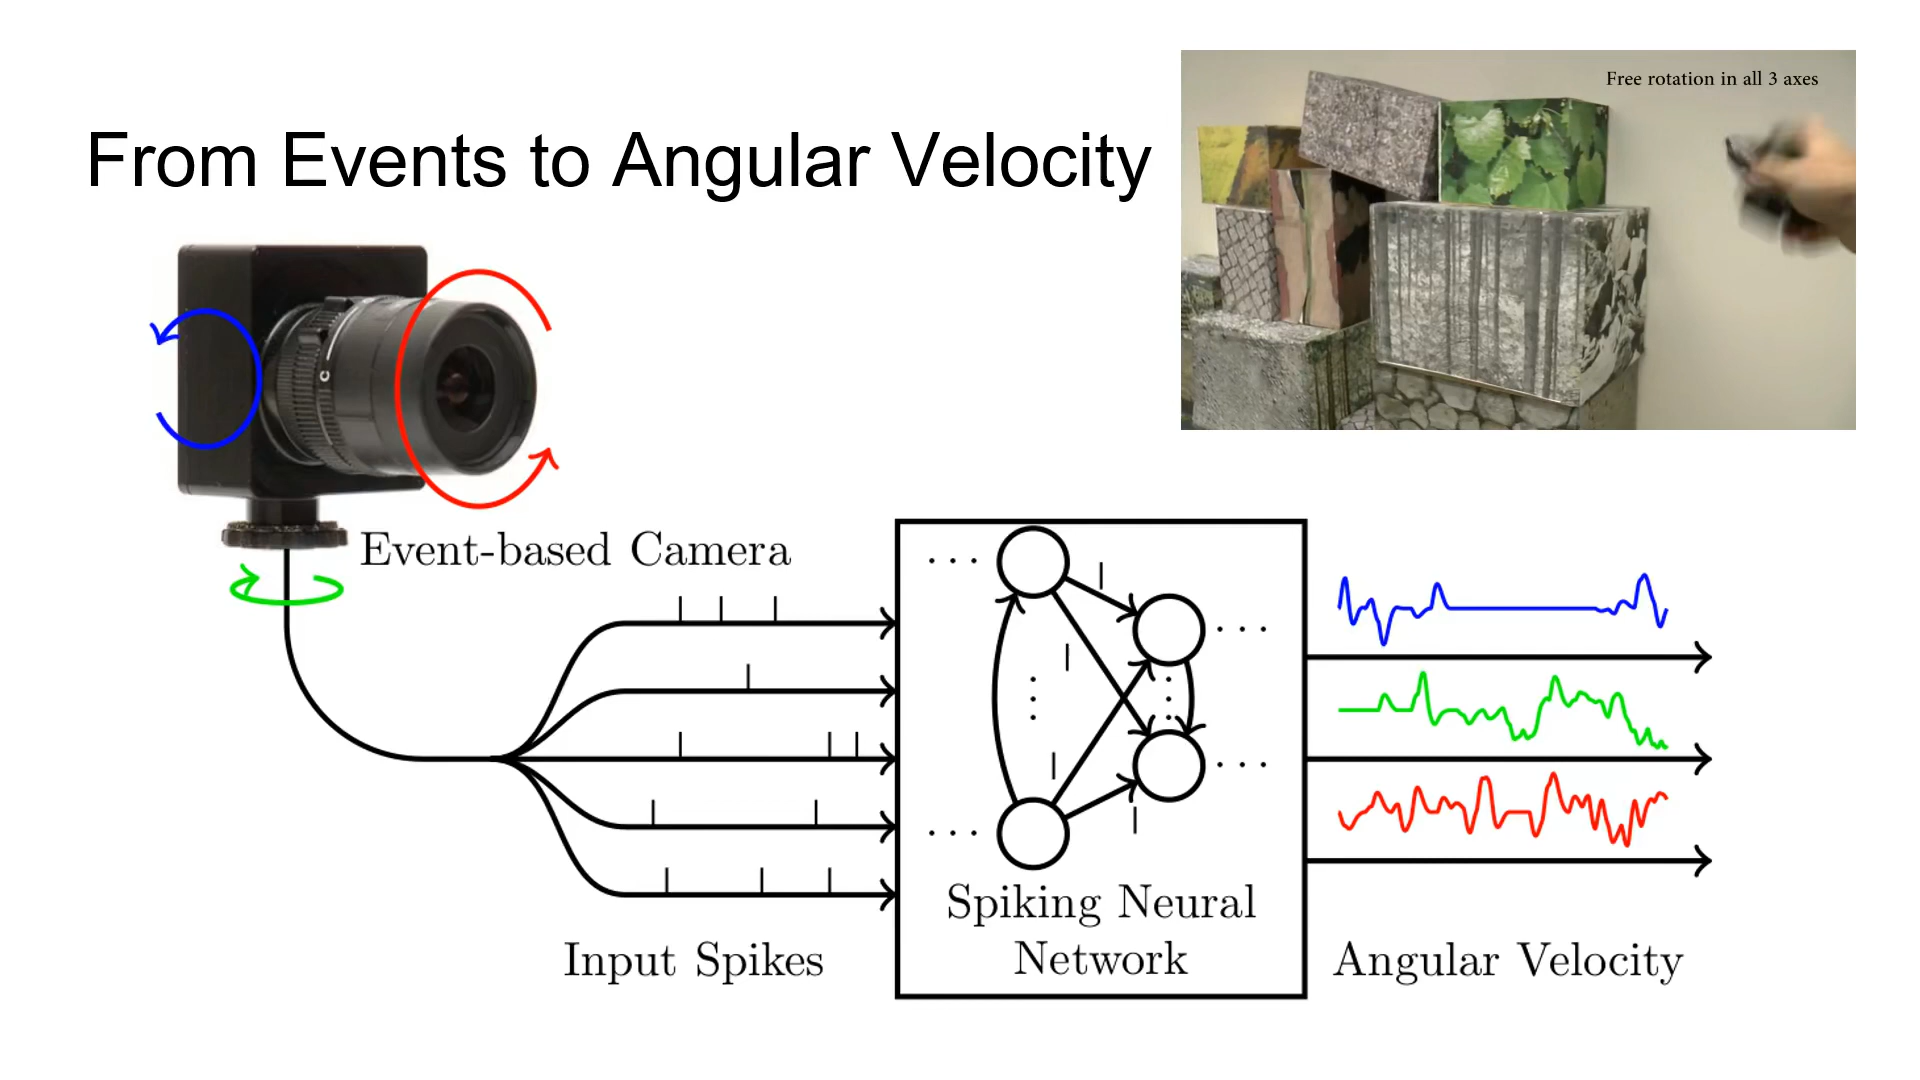 Free rotation in all 3 axes
From Events to Angular Velocity
C
Event-based Camera
Spiking Neural
Network
Input Spikes
Angular Velocity